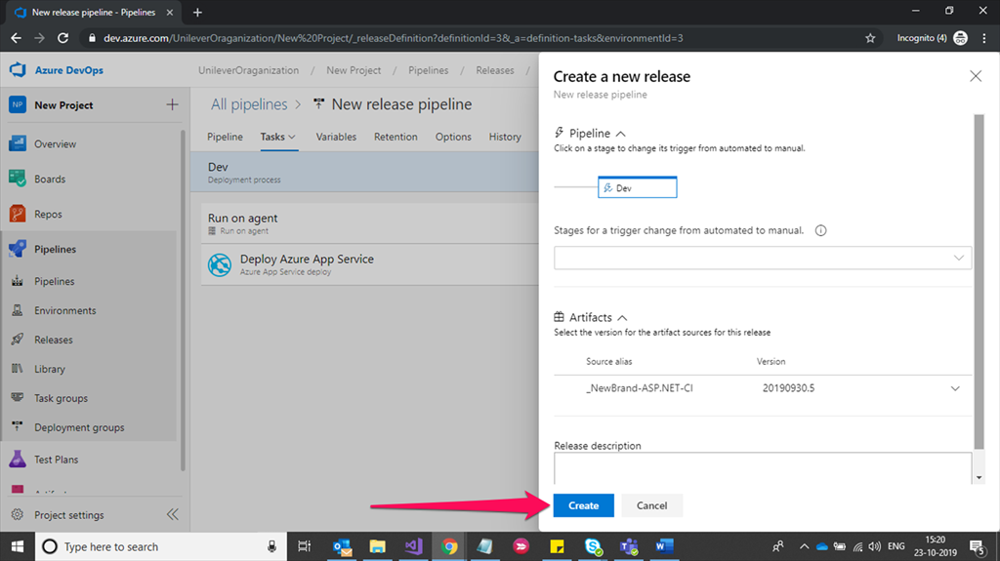 New release pipeline - Pipelines
dev.azure.com/UnileverOraganization/New%20Project/_releaseDefinition?definitionId=3&_a=definition-tasks&environmentId=3
Incognito (4)
Azure DevOps
UnileverOraganization / New Project / Pipelines / Releases /
NP New Project
All pipelines > New release pipeline
Pipeline Tasks Variables Retention Options History
Overview
Boards
Repos
Pipelines
Pipelines
Environments
Releases
Library
Task groups
Deployment groups
Test Plans
Project settings
Dev
Deployment process
Run on agent
Run on agent
Deploy Azure App Service
Azure App Service deploy
Create a new release
New release pipeline
Pipeline
Click on a stage to change its trigger from automated to manual.
Dev
Stages for a trigger change from automated to manual.
Artifacts
Select the version for the artifact sources for this release
Source alias Version
_NewBrand-ASP.NET-CI 20190930.5
Release description
Create Cancel
Type here to search
ENG
15:20
23-10-2019
5